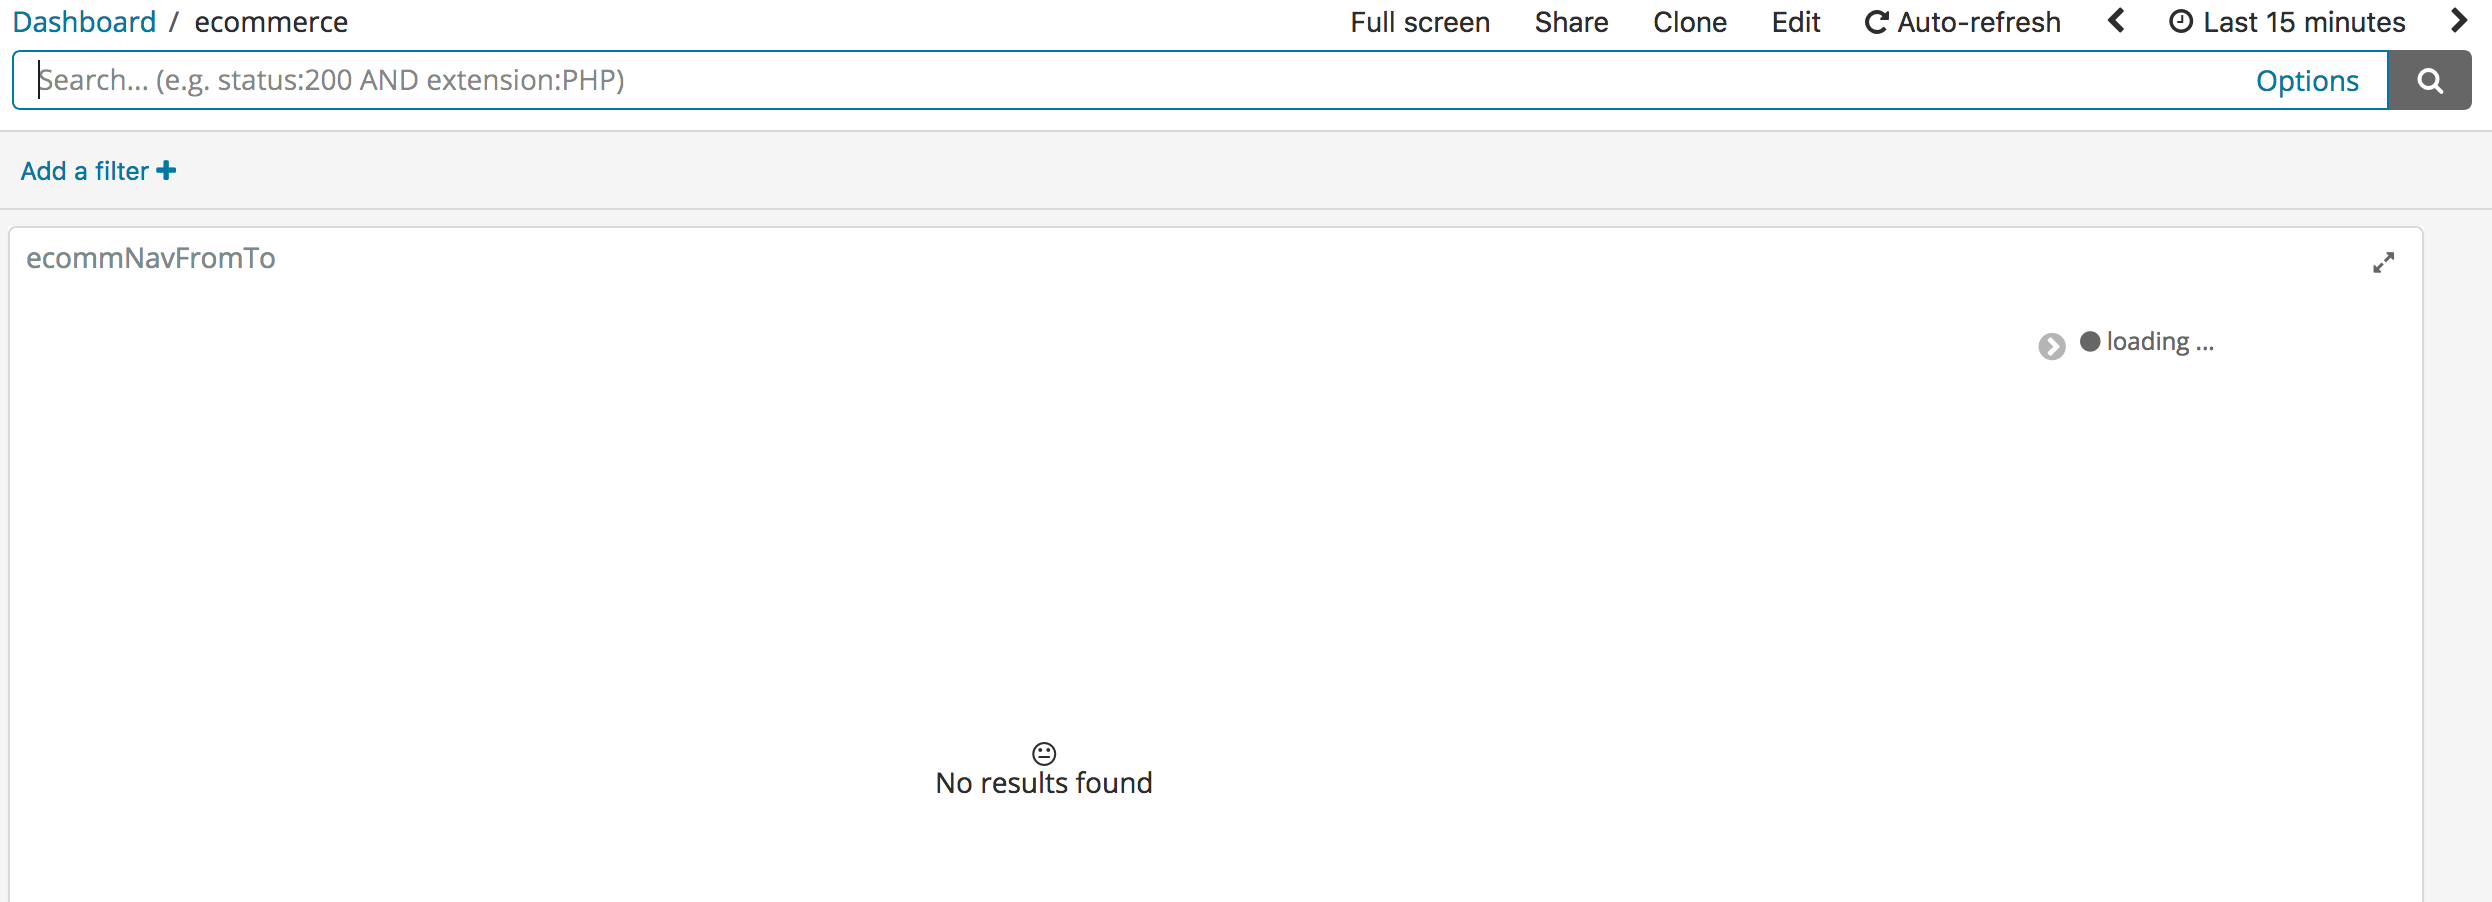 Dashboard / ecommerce Full screen Share Clone Edit Auto-refresh Last 15 minutes
Search... (e.g. status:200 AND extension:PHP) Options
Add a filter
ecommNavFromTo
loading ...
No results found